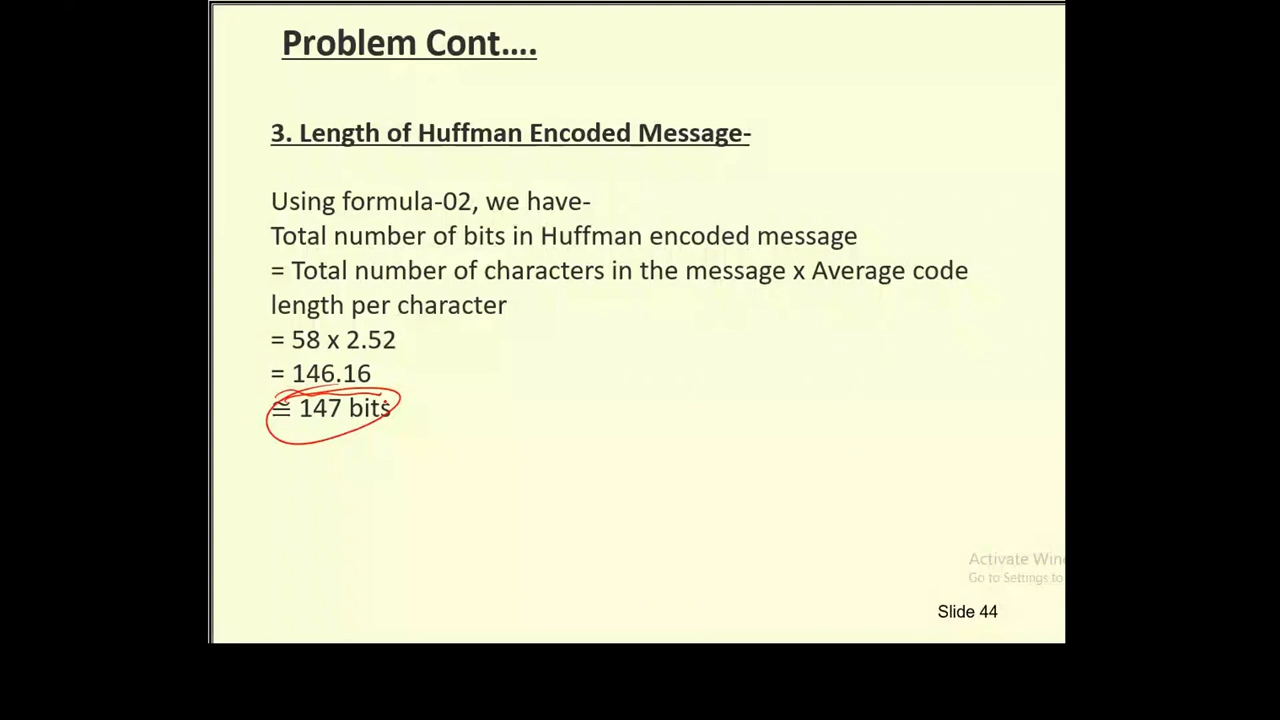 Problem Cont….
3. Length of Huffman Encoded Message-
Using formula-02, we have-
Total number of bits in Huffman encoded message
= Total number of characters in the message x Average code
length per character
= 58 x 2.52
= 146.16
≅ 147 bits
Activate Win
Go to Settings to
Slide 44